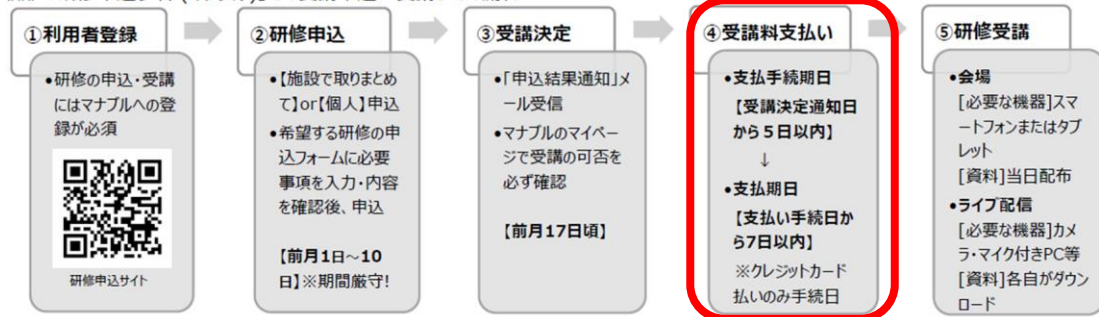 ①利用者登録
•研修の申込・受講
にはマナブルへの登
録が必須
研修申込サイト
②研修申込
•【施設で取りまとめ
て】or【個人】申込
•希望する研修の申
込フォームに必要
事項を入力・内容
を確認後、申込
【前月1日～10
日】※期間厳守!
③受講決定
•「申込結果通知」メ
ール受信
•マナブルのマイペー
ジで受講の可否を
必ず確認
【前月17日頃】
④受講料支払い
•支払手続期日
【受講決定通知日
から５日以内】
↓
•支払期日
【支払い手続日か
ら7日以内】
※クレジットカード
払いのみ手続日
⑤研修受講
•会場
[必要な機器]スマ
ートフォンまたはタブ
レット
[資料]当日配布
•ライブ配信
[必要な機器]カメ
ラ・マイク付きPC等
[資料]各自がダウン
ロード